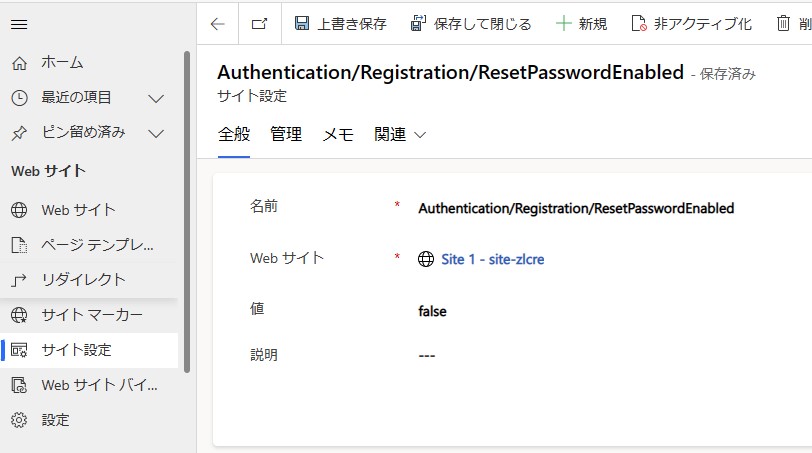 上書き保存
保存して閉じる
新規
非アクティブ化
削
ホーム
最近の項目
ピン留め済み
Web サイト
Web サイト
ページ テンプレ...
リダイレクト
サイト マーカー
サイト設定
Web サイト バイ...
設定
Authentication/Registration/ResetPasswordEnabled - 保存済み
サイト設定
全般 管理 メモ 関連
名前 * Authentication/Registration/ResetPasswordEnabled
Web サイト * Site 1 - site-zlcre
値 false
説明 ---